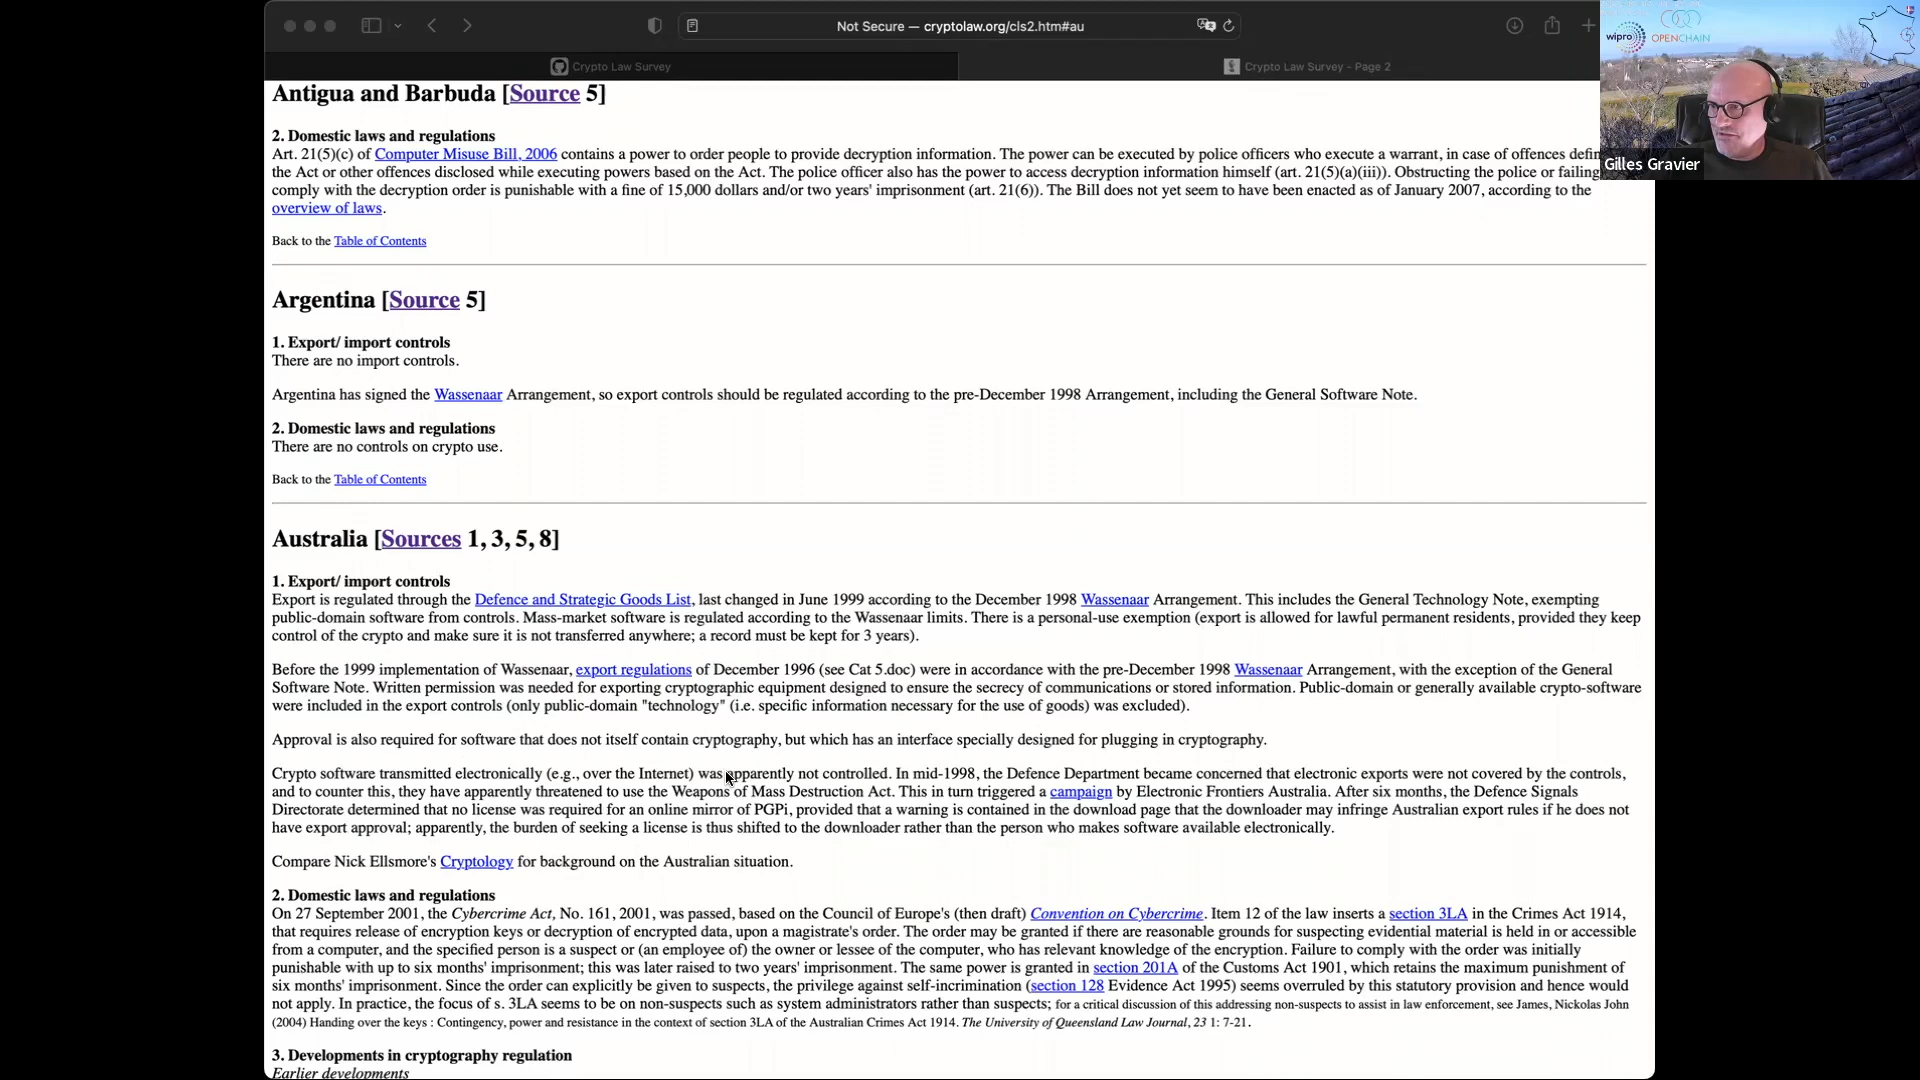 Not Secure — cryptolaw.org/cls2.htm#au
Crypto Law Survey
Crypto Law Survey - Page 2
wipro
OPENCHAIN
Gilles Gravier
Antigua and Barbuda [Source 5]
2. Domestic laws and regulations
Art. 21(5)(c) of Computer Misuse Bill, 2006 contains a power to order people to provide decryption information. The power can be executed by police officers who execute a warrant, in case of offences
the Act or other offences disclosed while executing powers based on the Act. The police officer also has the power to access decryption information himself (art. 21(5)(a)(iii)). Obstructing the police or failing
comply with the decryption order is punishable with a fine of 15,000 dollars and/or two years' imprisonment (art. 21(6)). The Bill does not yet seem to have been enacted as of January 2007, according to the
overview of laws.
Back to the Table of Contents
Argentina [Source 5]
1. Export/ import controls
There are no import controls.
Argentina has signed the Wassenaar Arrangement, so export controls should be regulated according to the pre-December 1998 Arrangement, including the General Software Note.
2. Domestic laws and regulations
There are no controls on crypto use.
Back to the Table of Contents
Australia [Sources 1, 3, 5, 8]
1. Export/ import controls
Export is regulated through the Defence and Strategic Goods List, last changed in June 1999 according to the December 1998 Wassenaar Arrangement. This includes the General Technology Note, exempting
public-domain software from controls. Mass-market software is regulated according to the Wassenaar limits. There is a personal-use exemption (export is allowed for lawful permanent residents, provided they keep
control of the crypto and make sure it is not transferred anywhere; a record must be kept for 3 years).
Before the 1999 implementation of Wassenaar, export regulations of December 1996 (see Cat 5.doc) were in accordance with the pre-December 1998 Wassenaar Arrangement, with the exception of the General
Software Note. Written permission was needed for exporting cryptographic equipment designed to ensure the secrecy of communications or stored information. Public-domain or generally available crypto-software
were included in the export controls (only public-domain "technology" (i.e. specific information necessary for the use of goods) was excluded).
Approval is also required for software that does not itself contain cryptography, but which has an interface specially designed for plugging in cryptography.
Crypto software transmitted electronically (e.g., over the Internet) was apparently not controlled. In mid-1998, the Defence Department became concerned that electronic exports were not covered by the controls,
and to counter this, they have apparently threatened to use the Weapons of Mass Destruction Act. This in turn triggered a campaign by Electronic Frontiers Australia. After six months, the Defence Signals
Directorate determined that no license was required for an online mirror of PGPi, provided that a warning is contained in the download page that the downloader may infringe Australian export rules if he does not
have export approval; apparently, the burden of seeking a license is thus shifted to the downloader rather than the person who makes software available electronically.
Compare Nick Ellsmore's Cryptology for background on the Australian situation.
2. Domestic laws and regulations
On 27 September 2001, the Cybercrime Act, No. 161, 2001, was passed, based on the Council of Europe's (then draft) Convention on Cybercrime. Item 12 of the law inserts a section 3LA in the Crimes Act 1914,
that requires release of encryption keys or decryption of encrypted data, upon a magistrate's order. The order may be granted if there are reasonable grounds for suspecting evidential material is held in or accessible
from a computer, and the specified person is a suspect or (an employee of) the owner or lessee of the computer, who has relevant knowledge of the encryption. Failure to comply with the order was initially
punishable with up to six months' imprisonment; this was later raised to two years' imprisonment. The same power is granted in section 201A of the Customs Act 1901, which retains the maximum punishment of
six months' imprisonment. Since the order can explicitly be given to suspects, the privilege against self-incrimination (section 128 Evidence Act 1995) seems overruled by this statutory provision and hence would
not apply. In practice, the focus of s. 3LA seems to be on non-suspects such as system administrators rather than suspects; for a critical discussion of this addressing non-suspects to assist in law enforcement, see James, Nickolas John
(2004) Handing over the keys : Contingency, power and resistance in the context of section 3LA of the Australian Crimes Act 1914. The University of Queensland Law Journal, 23 1: 7-21.
3. Developments in cryptography regulation
Earlier developments